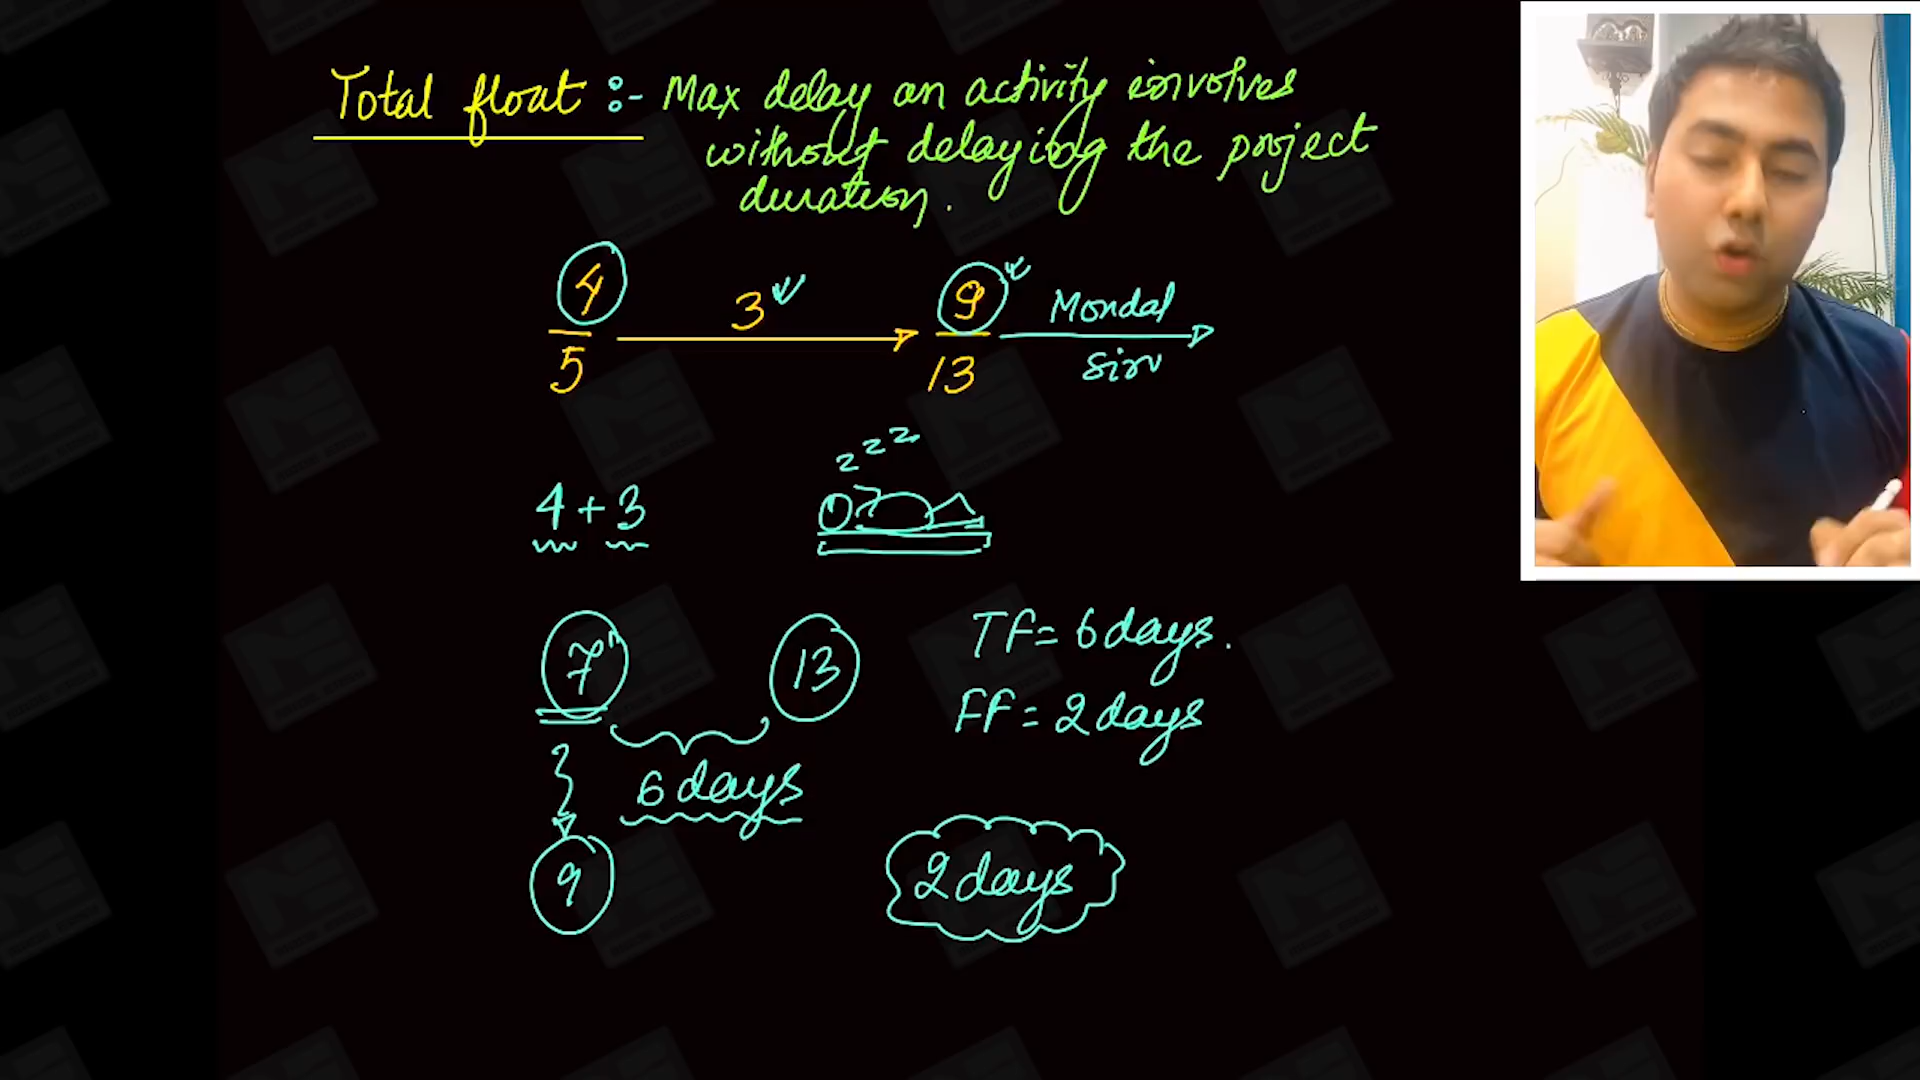 Total float :- Max delay an activity involves
without delaying the project
duration.
4 3 9 Mondal
5 13 Sir
z z z
4 + 3
7 13 TF = 6 days.
FF = 2 days
6 days
9 2 days